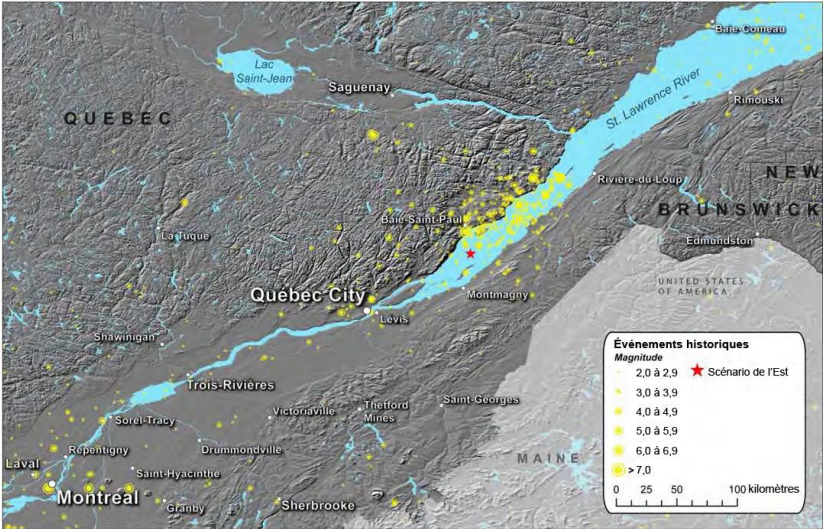 Baie-Comeau
Lac
Saint-Jean
Saguenay
St. Lawrence River
Rimouski
QUEBEC
NEW
Rivière-du-Loup
BRUNSWICK
Baie-Saint-Paul
La Tuque
Edmundston
UNITED STATES
OF AMERICA
Québec City
Montmagny
Lévis
Shawinigan
Trois-Rivières
Événements historiques
Magnitude
2,0 à 2,9
Scénario de l'Est
3,0 à 3,9
4,0 à 4,9
5,0 à 5,9
6,0 à 6,9
> 7,0
0 25 50 100 kilomètres
Saint-Georges
Thetford
Mines
Victoriaville
Sorel-Tracy
Drummondville
Repentigny
MAINE
Laval
Saint-Hyacinthe
Montréal
Granby
Sherbrooke